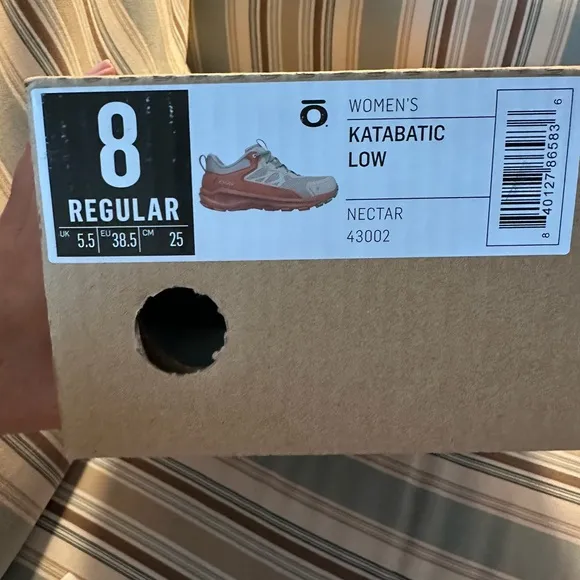 8
REGULAR
UK 5.5 EU 38.5 CM 25
WOMEN'S
KATABATIC
LOW
NECTAR
43002
8 40127 86583 6